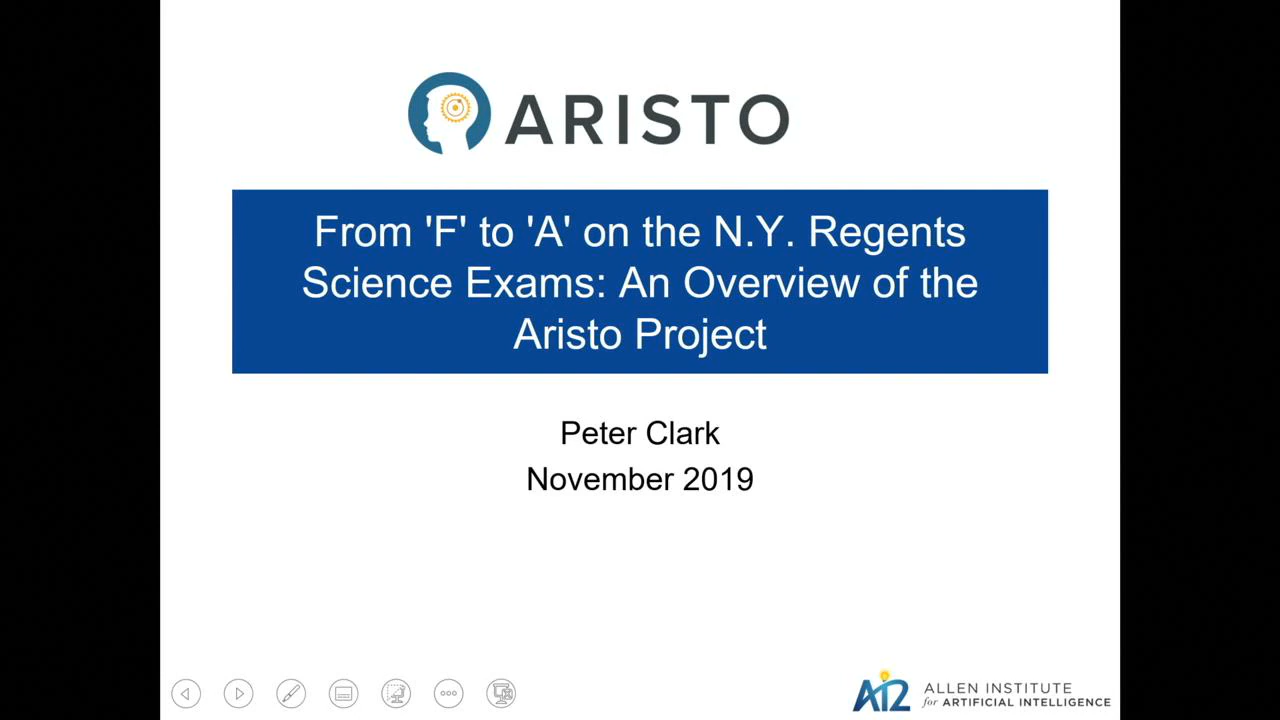 ARISTO
From 'F' to 'A' on the N.Y. Regents
Science Exams: An Overview of the
Aristo Project
Peter Clark
November 2019
AI2
ALLEN INSTITUTE
for ARTIFICIAL INTELLIGENCE